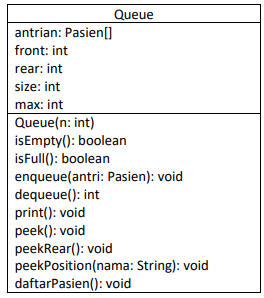 Queue
antrian: Pasien[]
front: int
rear: int
size: int
max: int
Queue(n: int)
isEmpty(): boolean
isFull(): boolean
enqueue(antri: Pasien): void
dequeue(): int
print(): void
peek(): void
peekRear(): void
peekPosition(nama: String): void
daftarPasien(): void